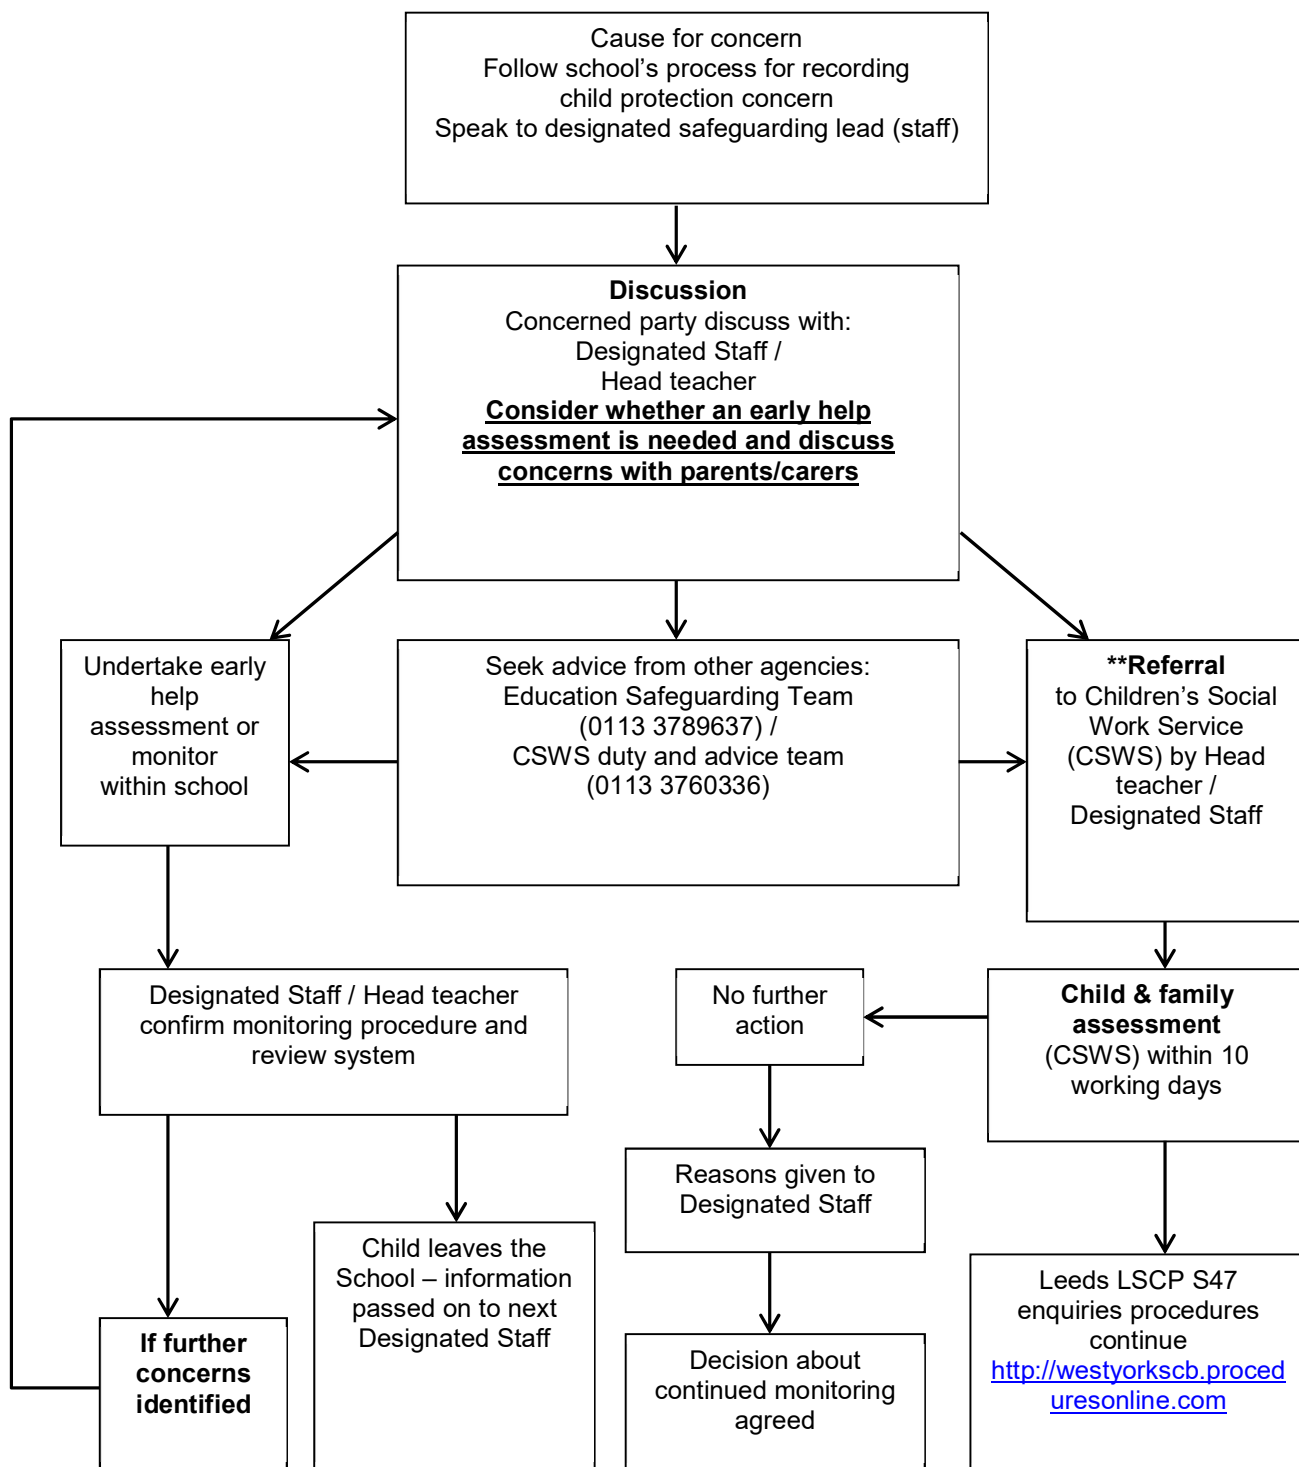 Cause for concern
Follow school’s process for recording
child protection concern
Speak to designated safeguarding lead (staff)
Discussion
Concerned party discuss with:
Designated Staff /
Head teacher
Consider whether an early help
assessment is needed and discuss
concerns with parents/carers
Undertake early
help
assessment or
monitor
within school
Seek advice from other agencies:
Education Safeguarding Team
(0113 3789637) /
CSWS duty and advice team
(0113 3760336)
**Referral
to Children’s Social
Work Service
(CSWS) by Head
teacher /
Designated Staff
Designated Staff / Head teacher
confirm monitoring procedure and
review system
No further
action
Child & family
assessment
(CSWS) within 10
working days
Reasons given to
Designated Staff
Child leaves the
School – information
passed on to next
Designated Staff
If further
concerns
identified
Decision about
continued monitoring
agreed
Leeds LSCP S47
enquiries procedures
continue
http://westyorkscb.proced
uresonline.com